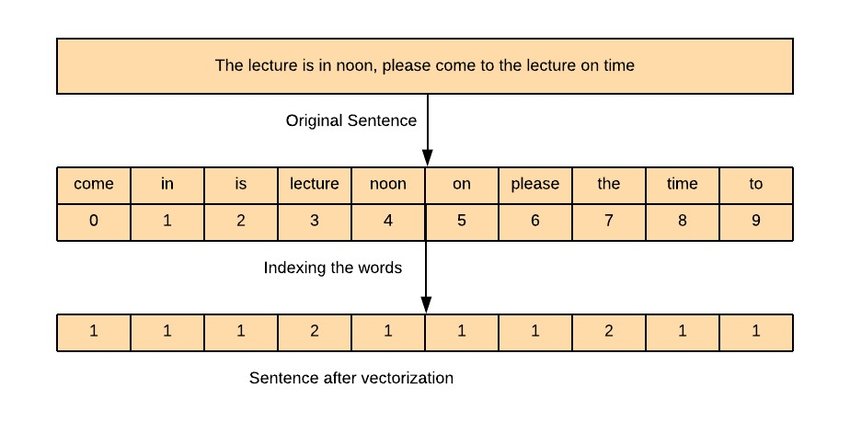 The lecture is in noon, please come to the lecture on time
Original Sentence
come in is lecture noon on please the time to
0 1 2 3 4 5 6 7 8 9
Indexing the words
1 1 1 2 1 1 1 2 1 1
Sentence after vectorization